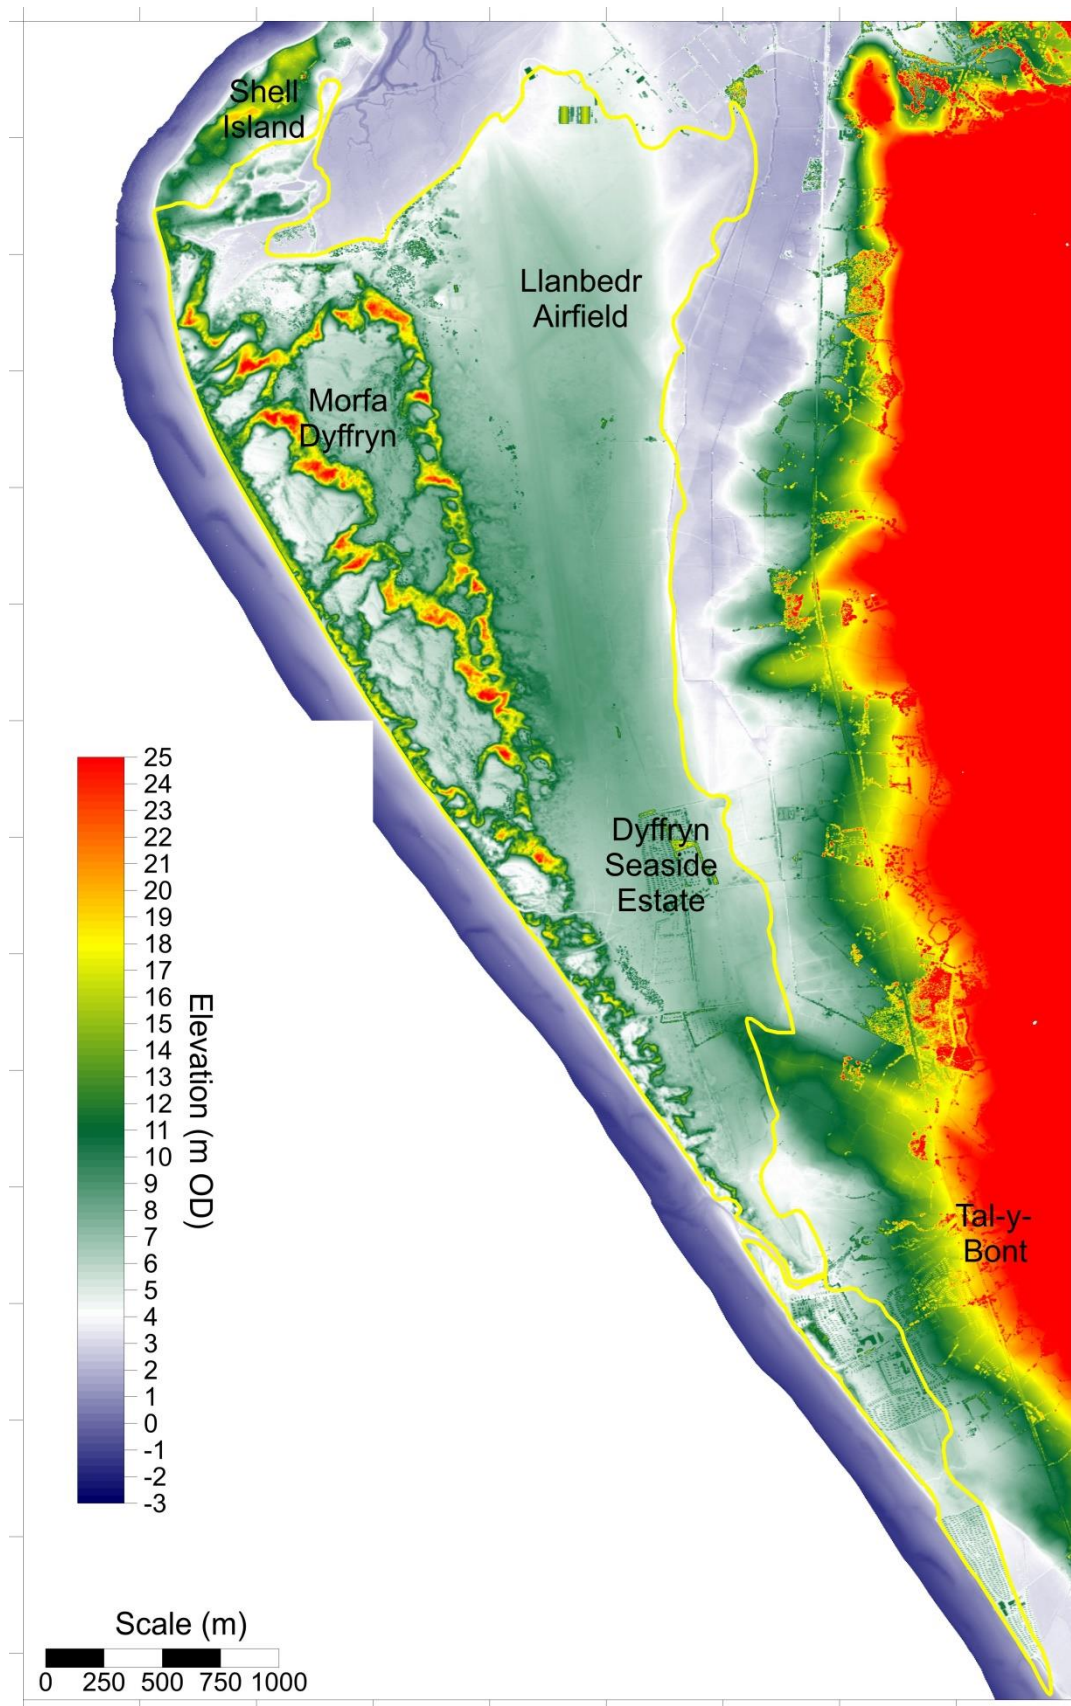 Shell
Island
Llanbedr
Airfield
Morfa
Dyffryn
Dyffryn
Seaside
Estate
Tal-y-
Bont
25
24
23
22
21
20
19
18
17
16
15
14
13
12
11
10
9
8
7
6
5
4
3
2
1
0
-1
-2
-3
Elevation (m OD)
Scale (m)
0 250 500 750 1000